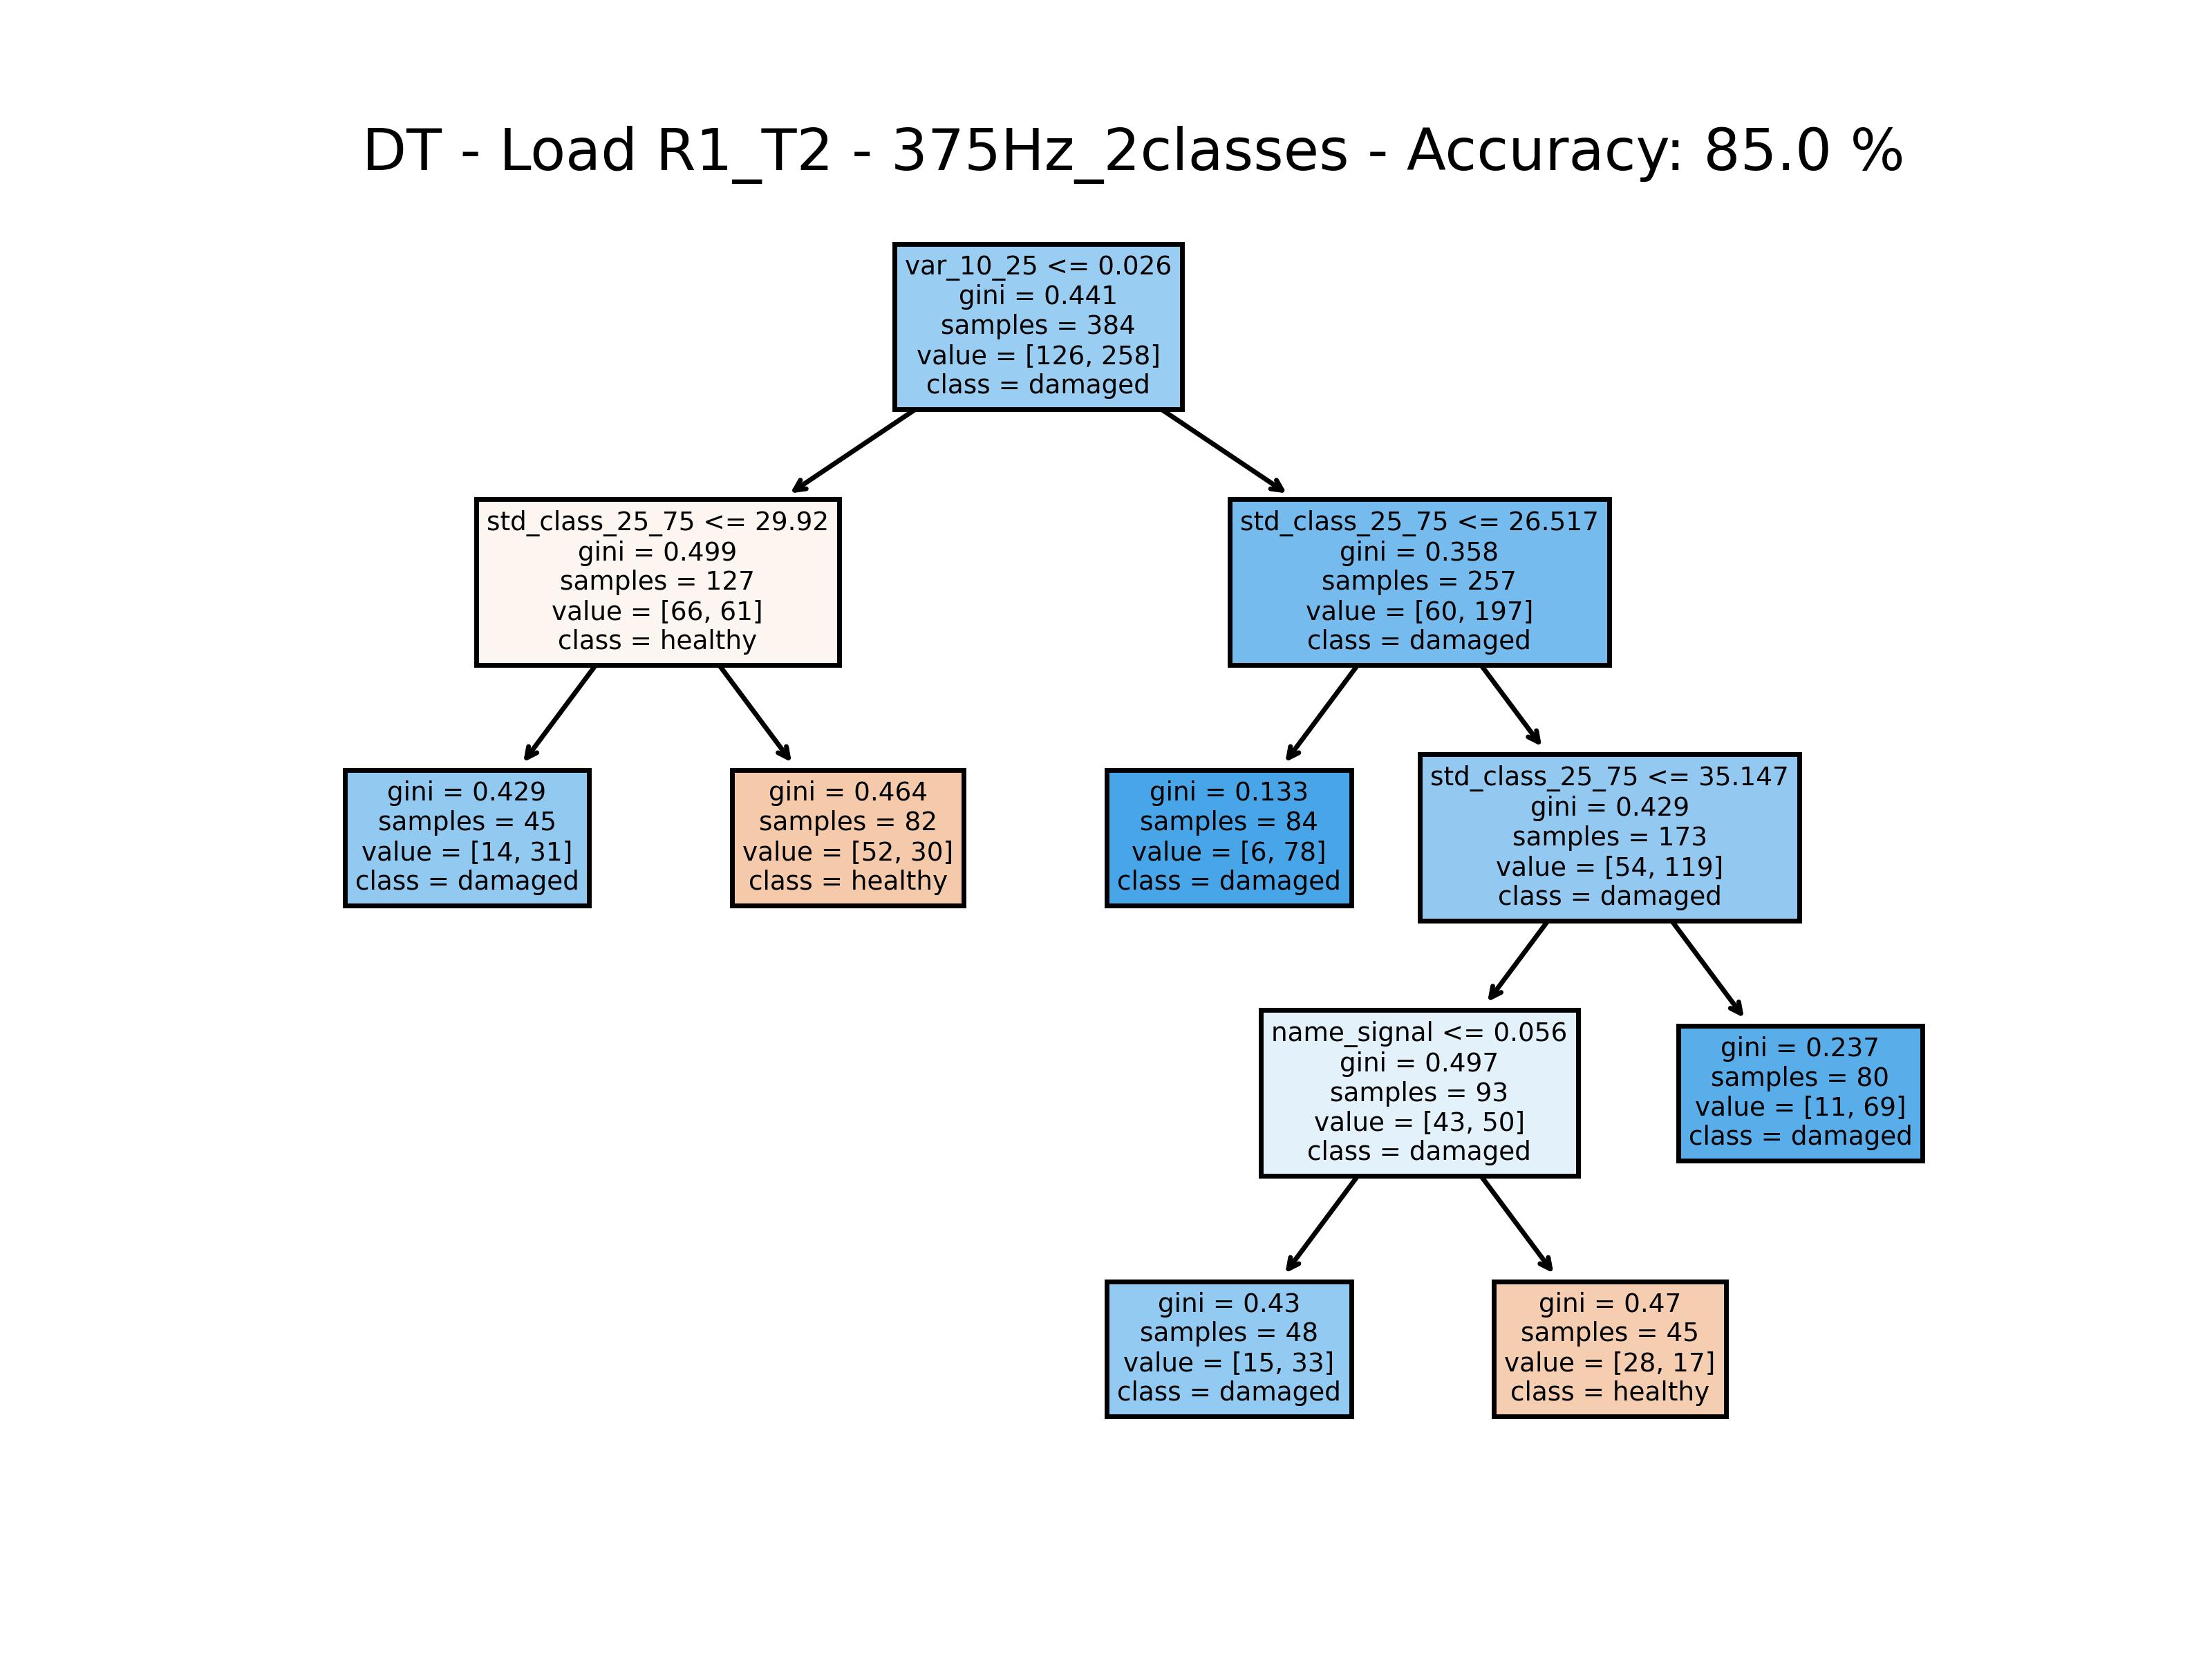 DT - Load R1_T2 - 375Hz_2classes - Accuracy: 85.0 %
var_10_25 <= 0.026
gini = 0.441
samples = 384
value = [126, 258]
class = damaged
std_class_25_75 <= 29.92
gini = 0.499
samples = 127
value = [66, 61]
class = healthy
std_class_25_75 <= 26.517
gini = 0.358
samples = 257
value = [60, 197]
class = damaged
gini = 0.429
samples = 45
value = [14, 31]
class = damaged
gini = 0.464
samples = 82
value = [52, 30]
class = healthy
gini = 0.133
samples = 84
value = [6, 78]
class = damaged
std_class_25_75 <= 35.147
gini = 0.429
samples = 173
value = [54, 119]
class = damaged
name_signal <= 0.056
gini = 0.497
samples = 93
value = [43, 50]
class = damaged
gini = 0.237
samples = 80
value = [11, 69]
class = damaged
gini = 0.43
samples = 48
value = [15, 33]
class = damaged
gini = 0.47
samples = 45
value = [28, 17]
class = healthy